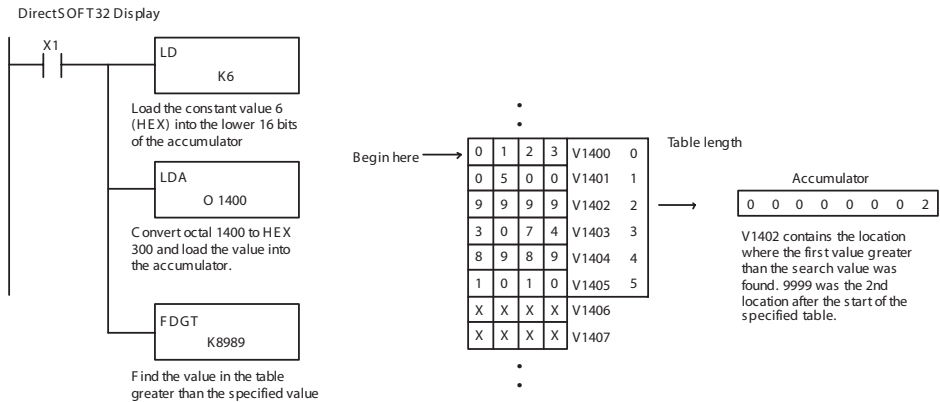 DirectSOFT32 Display
X1
LD
K6
Load the constant value 6
(HEX) into the lower 16 bits
of the accumulator
LDA
O 1400
Convert octal 1400 to HEX
300 and load the value into
the accumulator.
FDGT
K8989
Find the value in the table
greater than the specified value
Begin here
Table length
0 1 2 3 V1400 0
0 5 0 0 V1401 1
9 9 9 9 V1402 2
3 0 7 4 V1403 3
8 9 8 9 V1404 4
1 0 1 0 V1405 5
X X X X V1406
X X X X V1407
Accumulator
0 0 0 0 0 0 0 2
V1402 contains the location
where the first value greater
than the search value was
found. 9999 was the 2nd
location after the start of the
specified table.